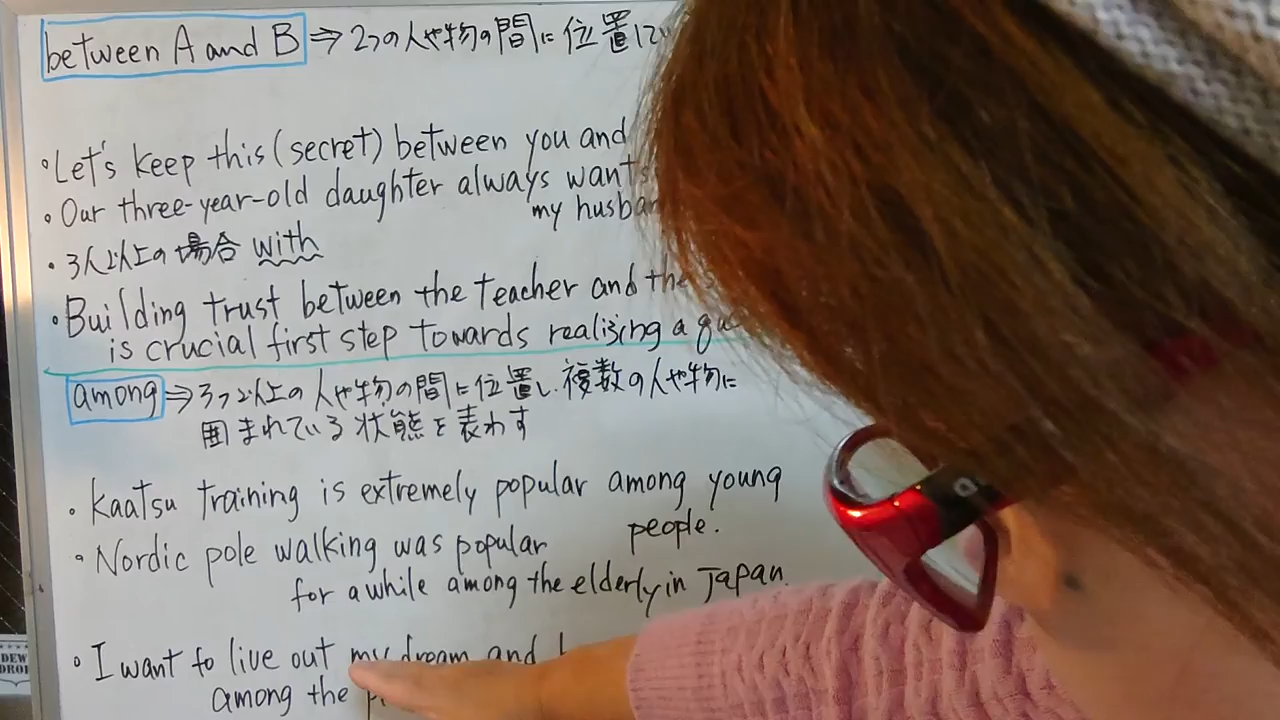 between A and B ⇒ 2つの人や物の間に位置してい
・Let's keep this (secret) between you and
・Our three-year-old daughter always wants
my husban
・3人以上の場合 with
・Building trust between the teacher and the s
is crucial first step towards realising a
among ⇒ 3つ以上の人や物の間に位置し、複数の人や物に
囲まれている状態を表わす
・Kaatsu training is extremely popular among young
people.
・Nordic pole walking was popular
for a while among the elderly in Japan.
・I want to live out my dream and
among the
DEW
DROP